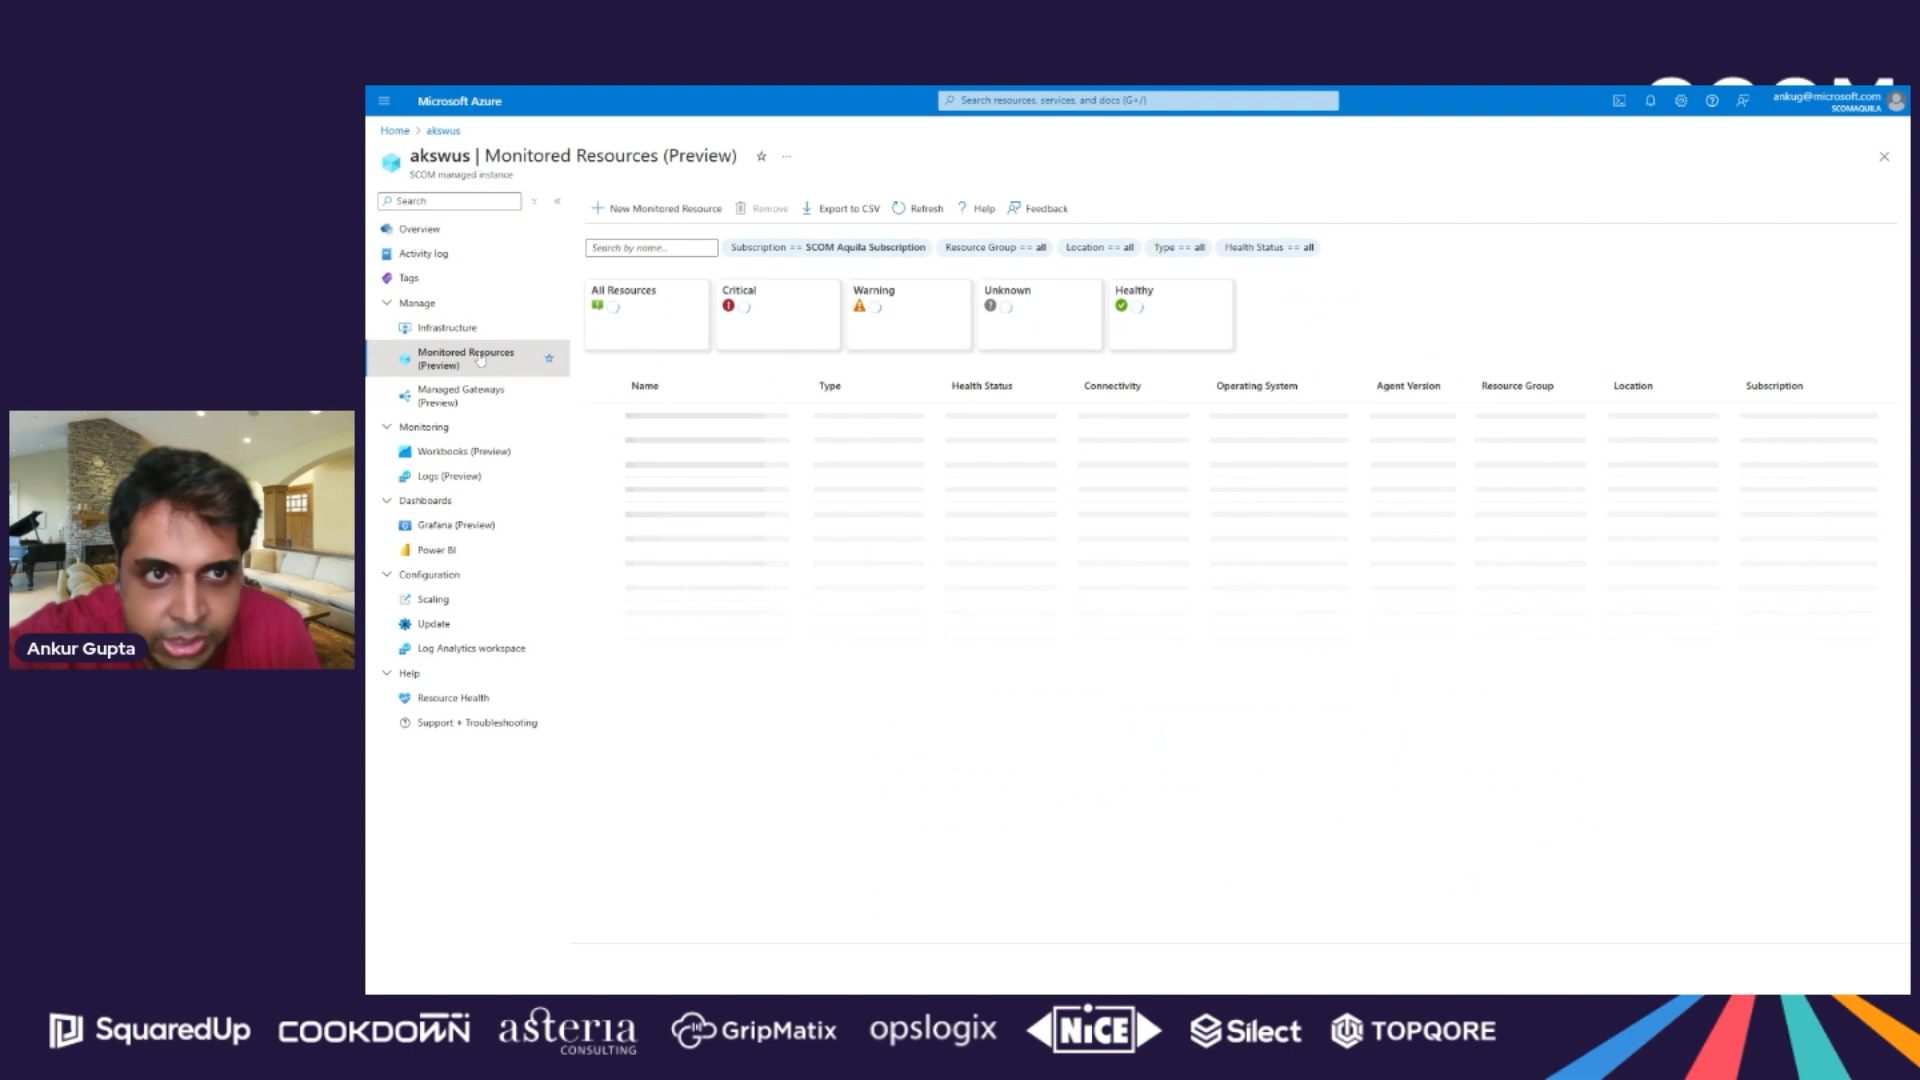 Microsoft Azure
Search resources, services, and docs (G+/)
ankug@microsoft.com
SCOMAQUILA
Home > akswus
akswus | Monitored Resources (Preview)
SCOM managed instance
Search
Overview
Activity log
Tags
Manage
Infrastructure
Monitored Resources
(Preview)
Managed Gateways
(Preview)
Monitoring
Workbooks (Preview)
Logs (Preview)
Dashboards
Grafana (Preview)
Power BI
Configuration
Scaling
Update
Log Analytics workspace
Help
Resource Health
Support + Troubleshooting
New Monitored Resource Remove Export to CSV Refresh Help Feedback
Search by name... Subscription == SCOM Aquila Subscription Resource Group == all Location == all Type == all Health Status == all
All Resources Critical Warning Unknown Healthy
Name Type Health Status Connectivity Operating System Agent Version Resource Group Location Subscription
Ankur Gupta
SquaredUp COOKDOWN asteria GripMatix opslogix NiCE Silect TOPQORE
CONSULTING